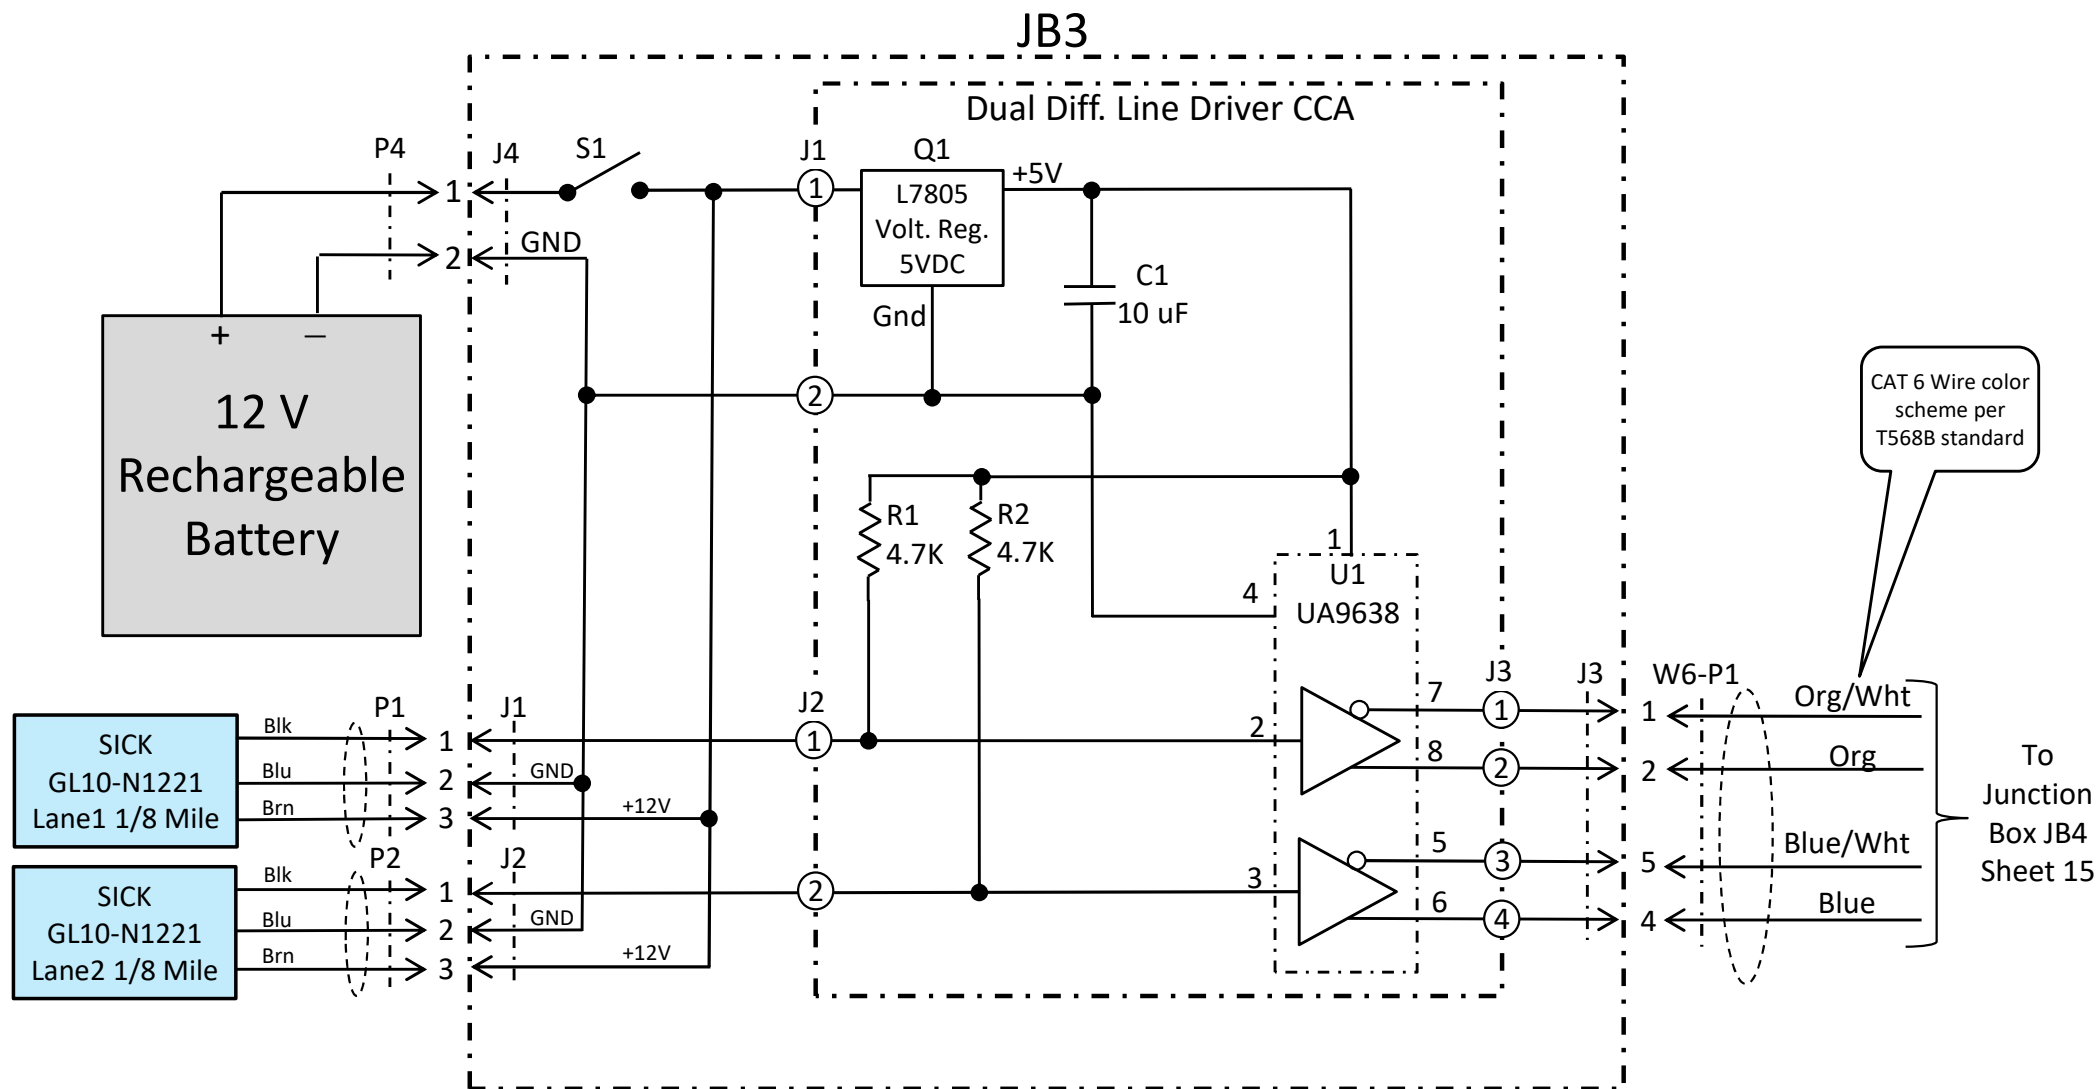 JB3
Dual Diff. Line Driver CCA
P4
J4
S1
J1
Q1
+5V
1
1
L7805
Volt. Reg.
5VDC
2
GND
C1
10 uF
Gnd
+
–
12 V
Rechargeable
Battery
2
CAT 6 Wire color
scheme per
T568B standard
R1
4.7K
R2
4.7K
1
U1
UA9638
4
SICK
GL10-N1221
Lane1 1/8 Mile
Blk
Blu
Brn
P1
J1
1
2
3
GND
+12V
J2
1
2
7
8
J3
1
2
J3
W6-P1
1
2
Org/Wht
Org
SICK
GL10-N1221
Lane2 1/8 Mile
Blk
Blu
Brn
P2
J2
1
2
3
GND
+12V
2
3
5
6
3
4
5
4
Blue/Wht
Blue
To
Junction
Box JB4
Sheet 15